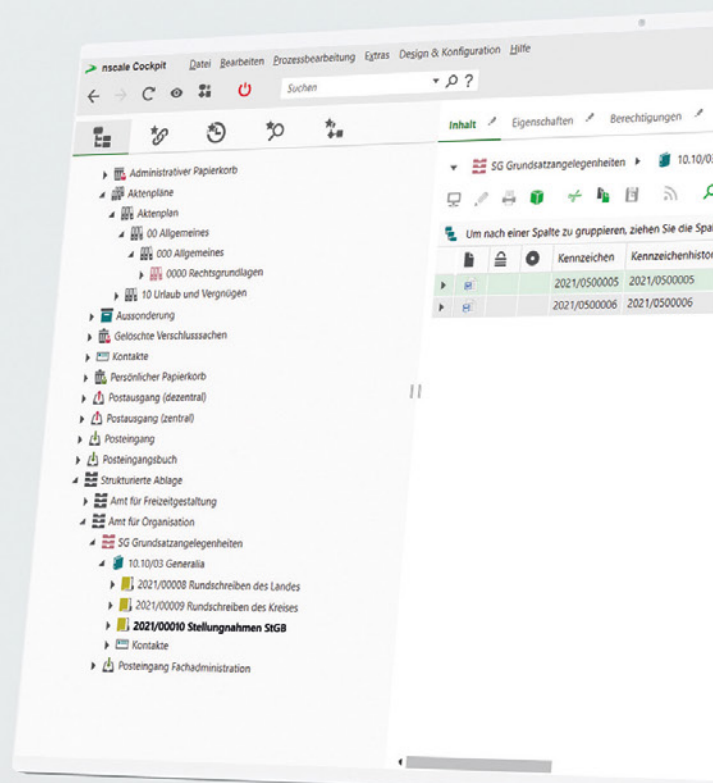 nscale Cockpit Datei Bearbeiten Prozessbearbeitung Extras Design & Konfiguration Hilfe
Suchen
?
Administrativer Papierkorb
Aktenpläne
Aktenplan
00 Allgemeines
000 Allgemeines
0000 Rechtsgrundlagen
10 Urlaub und Vergnügen
Aussonderung
Gelöschte Verschlusssachen
Kontakte
Persönlicher Papierkorb
Postausgang (dezentral)
Postausgang (zentral)
Posteingang
Posteingangsbuch
Strukturierte Ablage
Amt für Freizeitgestaltung
Amt für Organisation
SG Grundsatzangelegenheiten
10.10/03 Generalia
2021/00008 Rundschreiben des Landes
2021/00009 Rundschreiben des Kreises
2021/00010 Stellungnahmen StGB
Kontakte
Posteingang Fachadministration
Inhalt Eigenschaften Berechtigungen
SG Grundsatzangelegenheiten 10.10/03
Um nach einer Spalte zu gruppieren, ziehen Sie die Spal
Kennzeichen Kennzeichenhistor
2021/0500005 2021/0500005
2021/0500006 2021/0500006